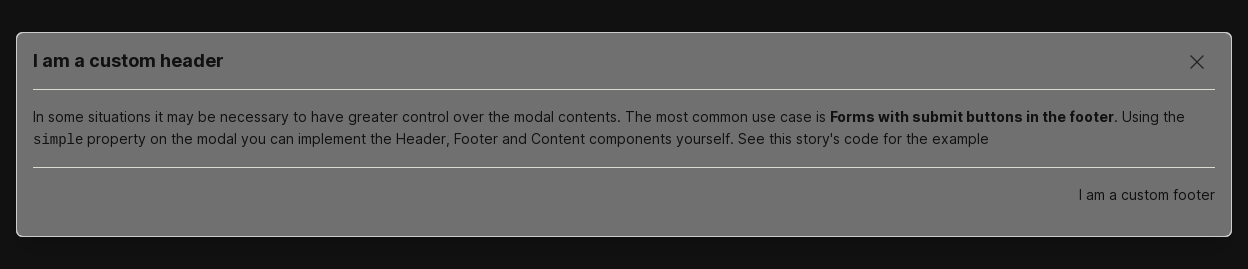 I am a custom header
In some situations it may be necessary to have greater control over the modal contents. The most common use case is Forms with submit buttons in the footer. Using the
simple property on the modal you can implement the Header, Footer and Content components yourself. See this story's code for the example
I am a custom footer